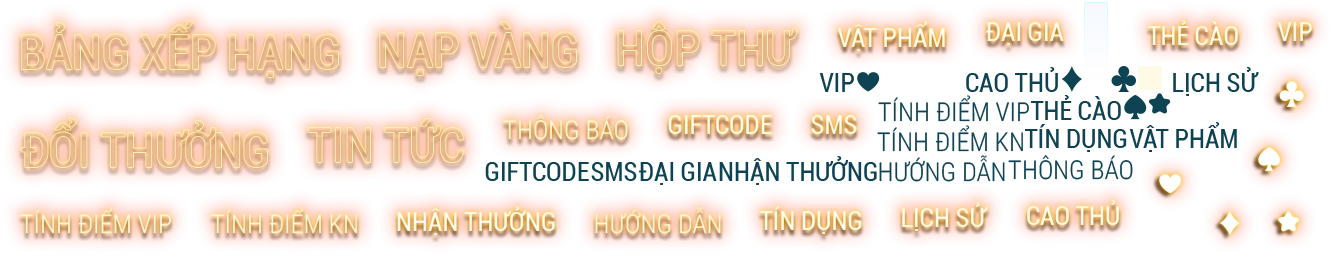 BẢNG XẾP HẠNG NẠP VÀNG HỘP THƯ VẬT PHẨM ĐẠI GIA THẺ CÀO VIP
VIP CAO THỦ LỊCH SỬ
TÍNH ĐIỂM VIP THẺ CÀO
ĐỔI THƯỞNG TIN TỨC THÔNG BÁO GIFTCODE SMS
TÍNH ĐIỂM KN TÍN DỤNG VẬT PHẨM
GIFTCODE SMS ĐẠI GIA NHẬN THƯỞNG HƯỚNG DẪN THÔNG BÁO
TÍNH ĐIỂM VIP TÍNH ĐIỂM KN NHẬN THƯỞNG HƯỚNG DẪN TÍN DỤNG LỊCH SỬ CAO THỦ